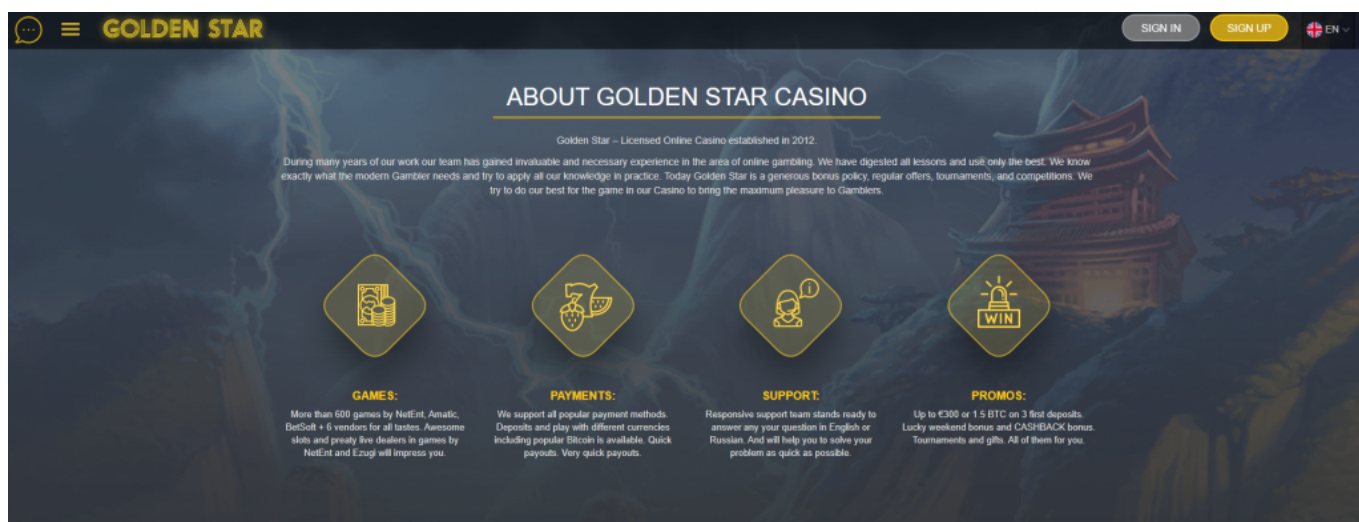 GOLDEN STAR
SIGN IN
SIGN UP
EN
ABOUT GOLDEN STAR CASINO
Golden Star – Licensed Online Casino established in 2012.
During many years of our work our team has gained invaluable and necessary experience in the area of online gambling. We have digested all lessons and use only the best. We know
exactly what the modern Gambler needs and try to apply all our knowledge in practice. Today Golden Star is a generous bonus policy, regular offers, tournaments, and competitions. We
try to do our best for the game in our Casino to bring the maximum pleasure to Gamblers.
7
i
WIN
GAMES:
More than 600 games by NetEnt, Amatic,
BetSoft + 6 vendors for all tastes. Awesome
slots and preaty live dealers in games by
NetEnt and Ezugi will impress you.
PAYMENTS:
We support all popular payment methods.
Deposits and play with different currencies
including popular Bitcoin is available. Quick
payouts. Very quick payouts.
SUPPORT:
Responsive support team stands ready to
answer any your question in English or
Russian. And will help you to solve your
problem as quick as possible.
PROMOS:
Up to €300 or 1.5 BTC on 3 first deposits.
Lucky weekend bonus and CASHBACK bonus.
Tournaments and gifts. All of them for you.